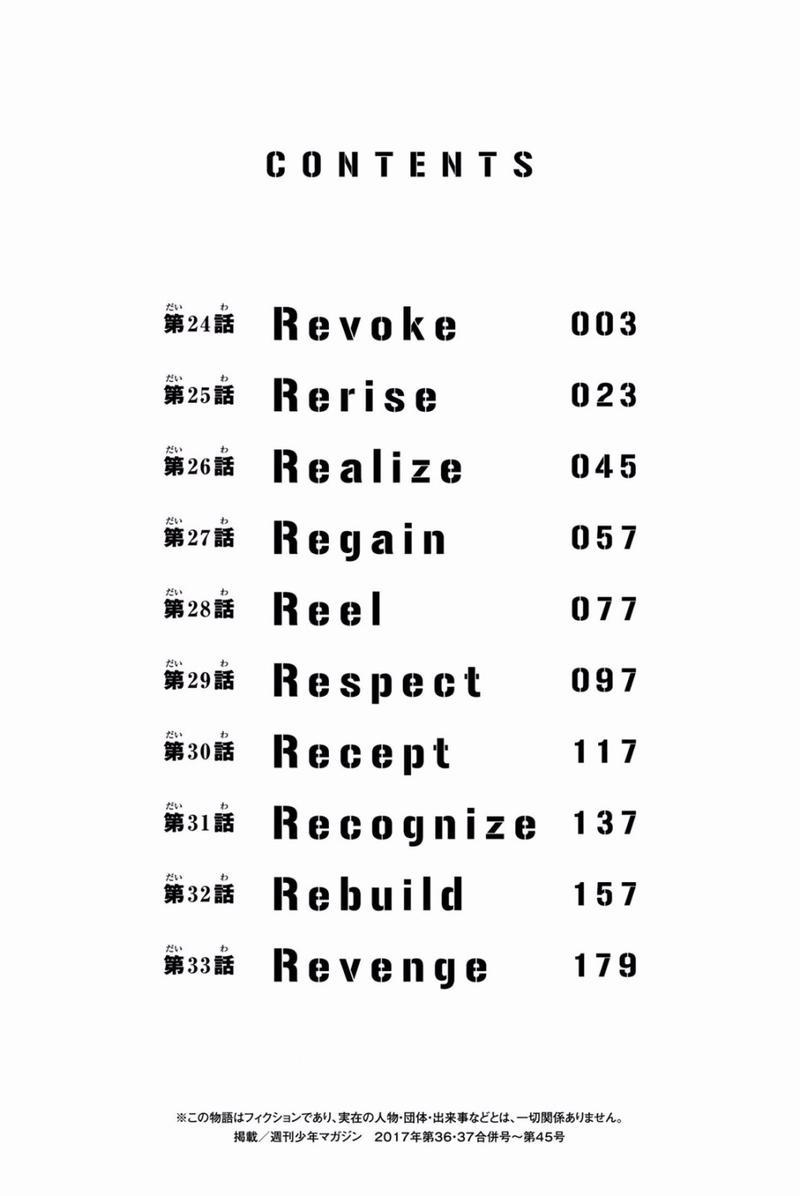 CONTENTS
第24話 Revoke 003
第25話 Rerise 023
第26話 Realize 045
第27話 Regain 057
第28話 Reel 077
第29話 Respect 097
第30話 Recept 117
第31話 Recognize 137
第32話 Rebuild 157
第33話 Revenge 179
※この物語はフィクションであり、実在の人物・団体・出来事などとは、一切関係ありません。
掲載／週刊少年マガジン　2017年第36・37合併号〜第45号